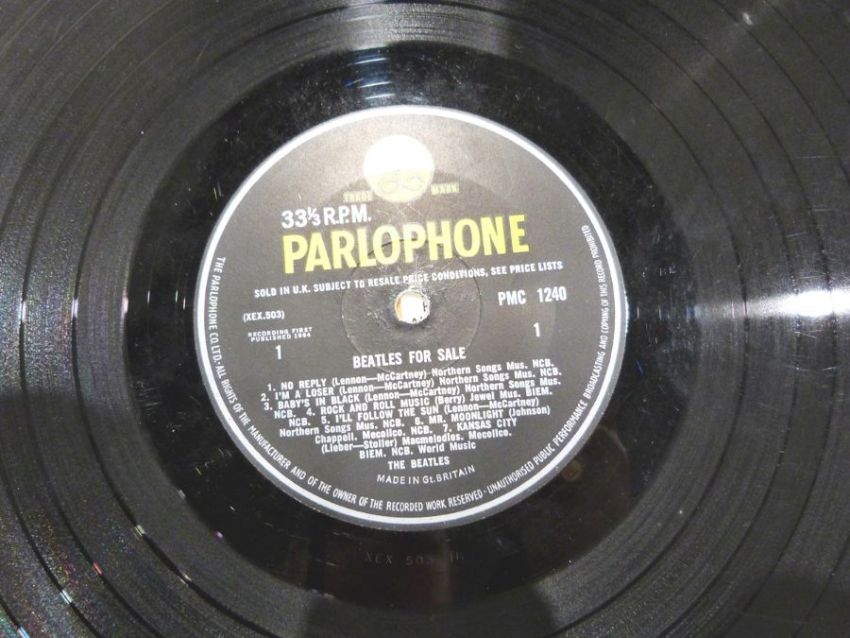 TRADE MARK
33⅓ R.P.M.
PARLOPHONE
SOLD IN U.K. SUBJECT TO RESALE PRICE CONDITIONS, SEE PRICE LISTS
(XEX.503)
PMC 1240
RECORDING FIRST
PUBLISHED 1964
1
1
BEATLES FOR SALE
1. NO REPLY (Lennon—McCartney) Northern Songs Mus. NCB.
2. I'M A LOSER (Lennon—McCartney) Northern Songs Mus. NCB.
3. BABY'S IN BLACK (Lennon—McCartney) Northern Songs Mus.
NCB. 4. ROCK AND ROLL MUSIC (Berry) Jewel Mus. BIEM.
NCB. 5. I'LL FOLLOW THE SUN (Lennon—McCartney)
Northern Songs Mus. NCB. 6. MR. MOONLIGHT (Johnson)
Chappell, Mecolico. NCB. 7. KANSAS CITY
(Lieber—Stoller) Macmelodies. Mecolico.
BIEM. NCB. World Music
THE BEATLES
MADE IN GT. BRITAIN
THE PARLOPHONE CO. LTD.-ALL RIGHTS OF THE MANUFACTURER AND OF THE OWNER OF THE RECORDED WORK RESERVED-UNAUTHORISED PUBLIC PERFORMANCE BROADCASTING AND COPYING OF THIS RECORD PROHIBITED
XEX 503